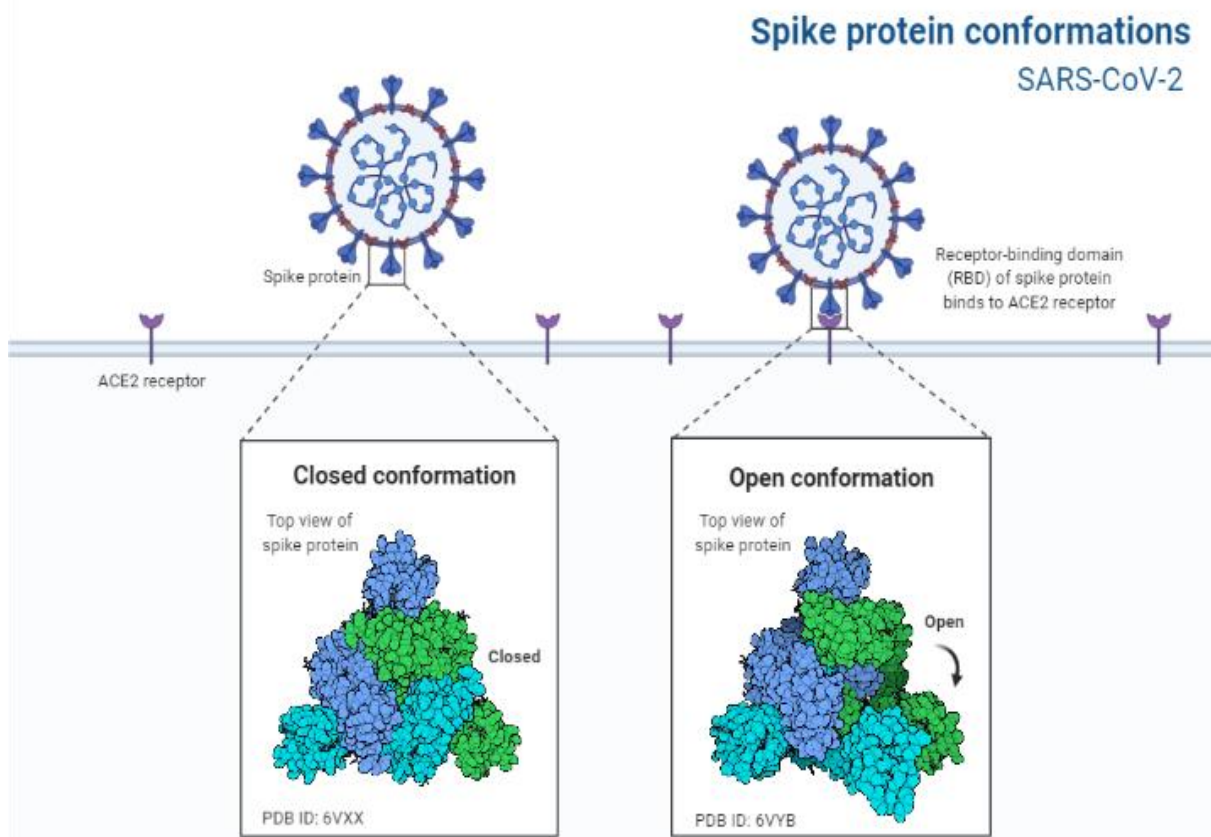 Spike protein conformations
SARS-CoV-2
Spike protein
Receptor-binding domain
(RBD) of spike protein
binds to ACE2 receptor
ACE2 receptor
Closed conformation
Top view of
spike protein
Closed
PDB ID: 6VXX
Open conformation
Top view of
spike protein
Open
PDB ID: 6VYB